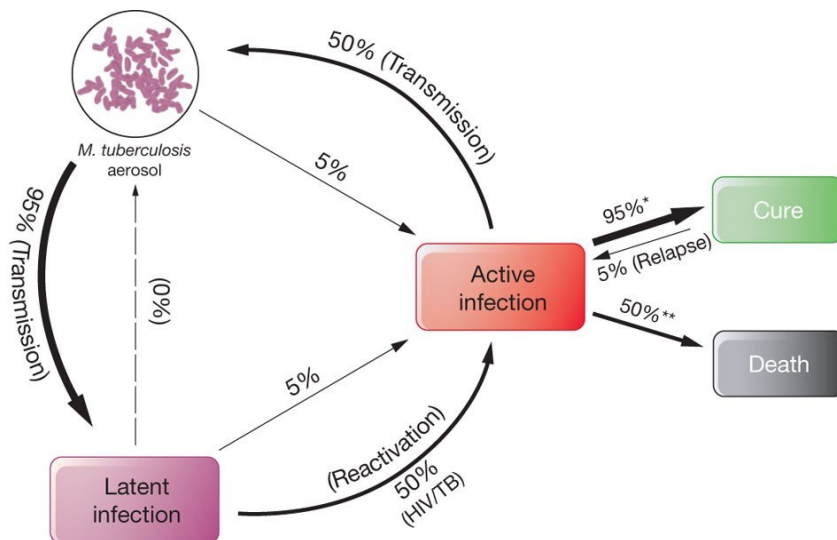 50% (Transmission)
M. tuberculosis
aerosol
5%
95% (Transmission)
(0%)
95%*
Cure
5% (Relapse)
Active
infection
50%**
Death
5%
(Reactivation)
50%
(HIV/TB)
Latent
infection